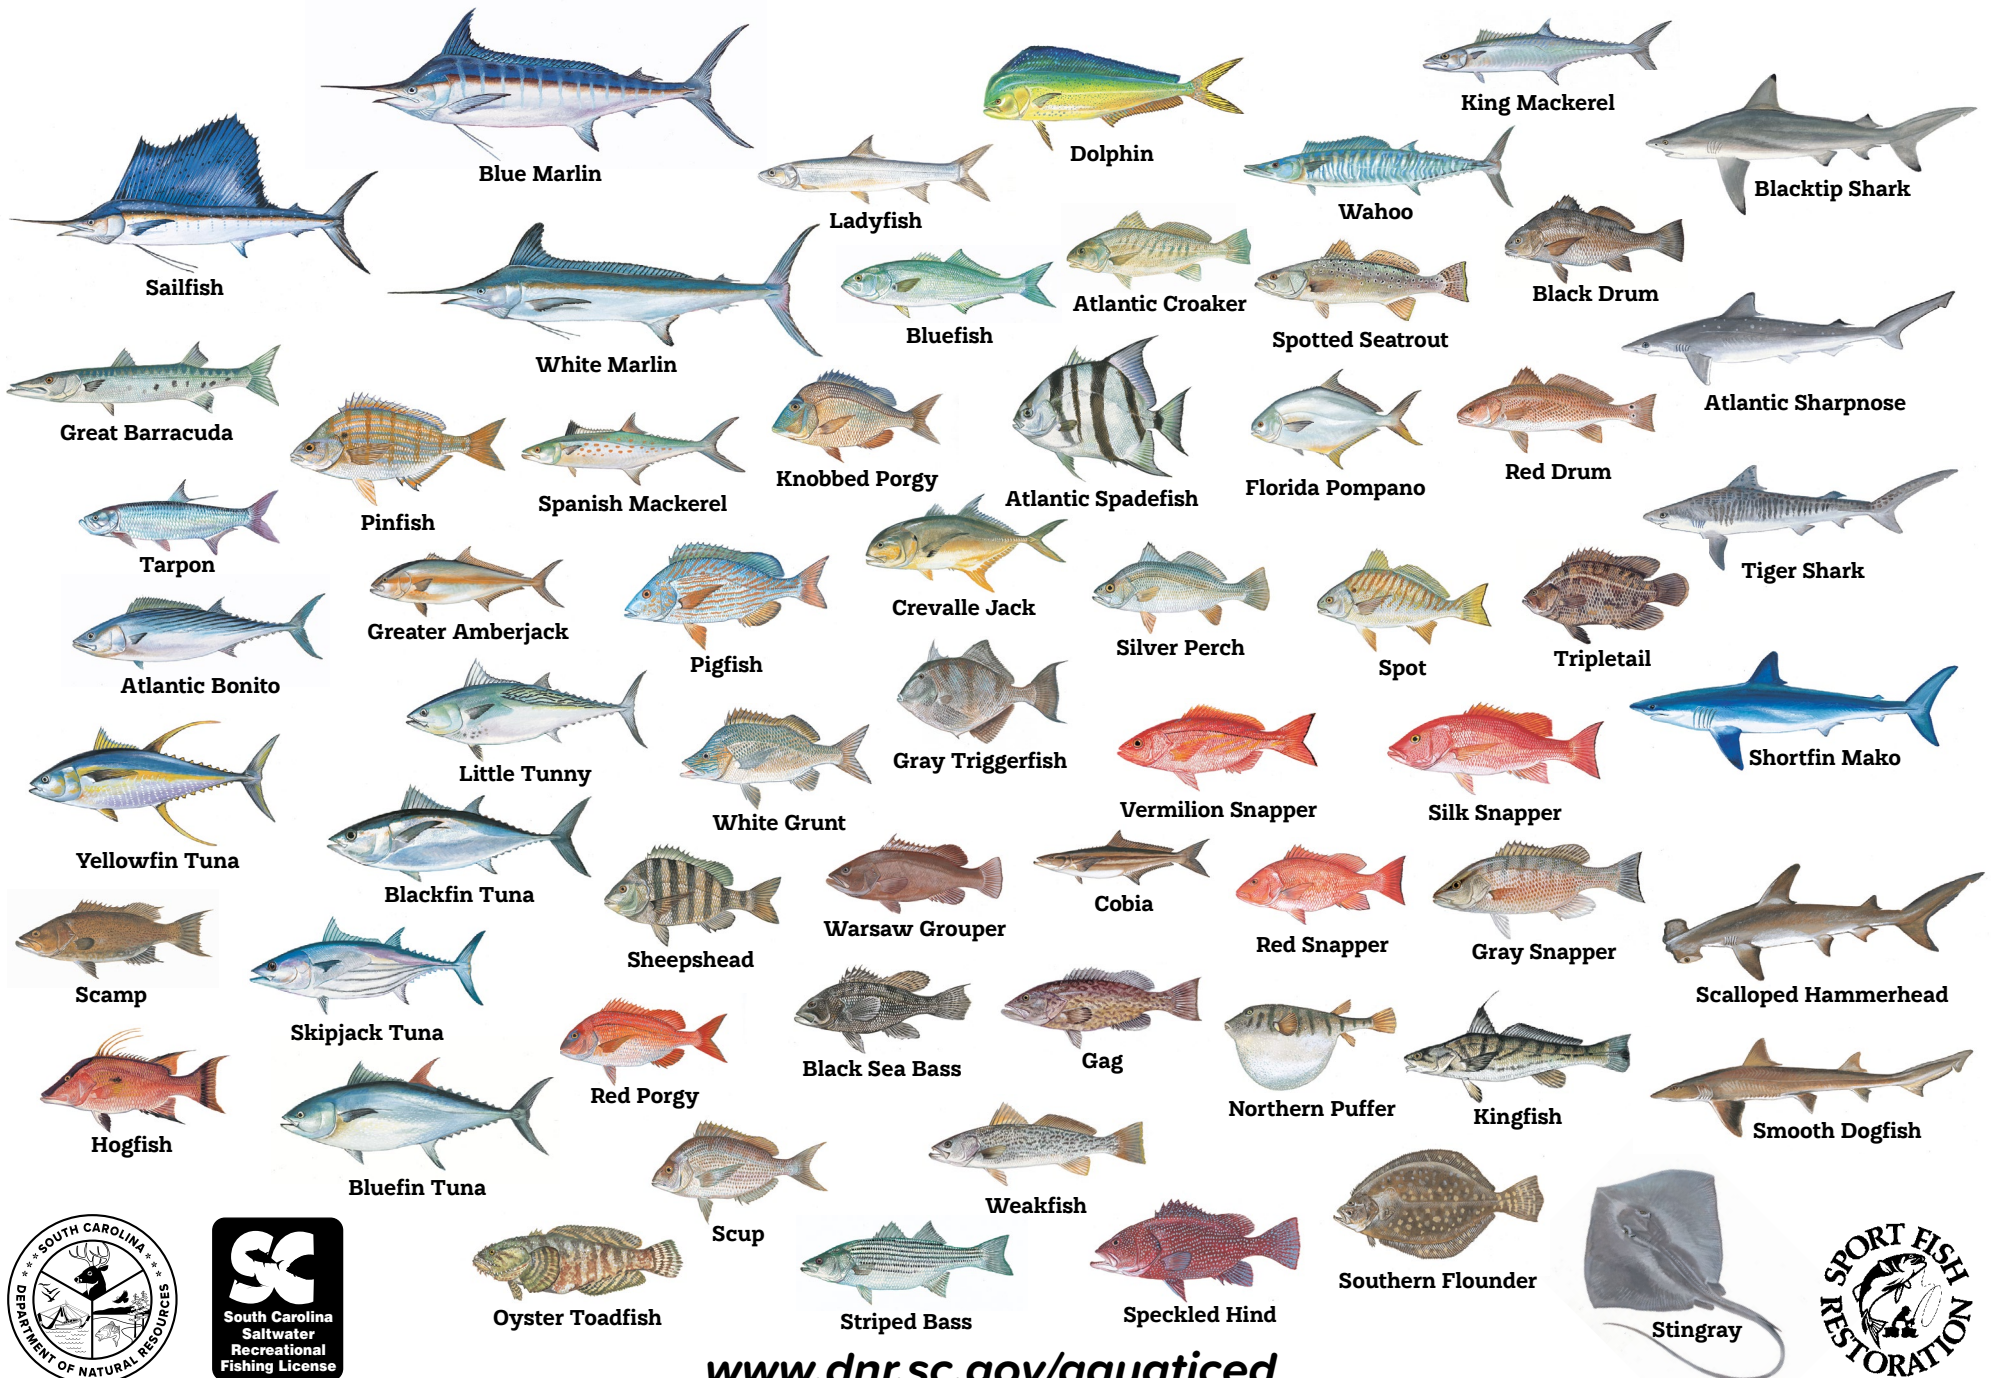 King Mackerel
Dolphin
Blue Marlin
Blacktip Shark
Wahoo
Ladyfish
Sailfish
Black Drum
Atlantic Croaker
Bluefish
Spotted Seatrout
White Marlin
Atlantic Sharpnose
Great Barracuda
Red Drum
Knobbed Porgy
Florida Pompano
Atlantic Spadefish
Spanish Mackerel
Pinfish
Tarpon
Tiger Shark
Crevalle Jack
Greater Amberjack
Silver Perch
Tripletail
Pigfish
Spot
Atlantic Bonito
Shortfin Mako
Gray Triggerfish
Little Tunny
Vermilion Snapper
Silk Snapper
White Grunt
Yellowfin Tuna
Blackfin Tuna
Cobia
Warsaw Grouper
Red Snapper
Gray Snapper
Sheepshead
Scamp
Scalloped Hammerhead
Skipjack Tuna
Gag
Black Sea Bass
Red Porgy
Northern Puffer
Kingfish
Smooth Dogfish
Hogfish
Bluefin Tuna
Weakfish
Scup
Southern Flounder
Speckled Hind
Oyster Toadfish
Striped Bass
Stingray
SOUTH CAROLINA
DEPARTMENT OF NATURAL RESOURCES
SC
South Carolina
Saltwater
Recreational
Fishing License
SPORT FISH
RESTORATION
www.dnr.sc.gov/aquaticed